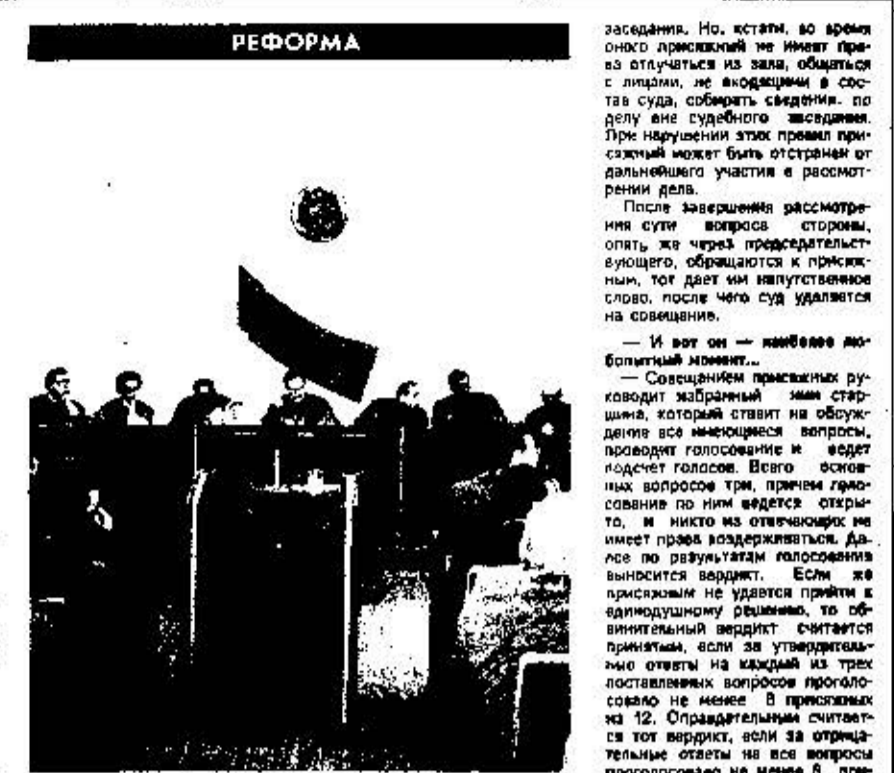 РЕФОРМА
заседания. Но, кстати, во время
оного присяжный не имеет пра-
ва отлучаться из зала, общаться
с лицами, не входящими в сос-
тав суда, собирать сведения по
делу вне судебного заседания.
При нарушении этих правил при-
сяжный может быть отстранен от
дальнейшего участия в рассмот-
рении дела.
После завершения рассмотре-
ния сути вопроса стороны,
опять же через председательст-
вующего, обращаются к присяж-
ным, тот дает им напутственное
слово, после чего суд удаляется
на совещание.
— И вот он — наиболее лю-
бопытный момент...
— Совещанием присяжных ру-
ководит избранный ими стар-
шина, который ставит на обсуж-
дение все имеющиеся вопросы,
проводит голосование и ведет
подсчет голосов. Всего основ-
ных вопросов три, причем голо-
сование по ним ведется откры-
то, и никто из отвечающих не
имеет права воздерживаться. Да-
лее по результатам голосования
выносится вердикт. Если же
присяжным не удается прийти к
единодушному решению, то об-
винительный вердикт считается
принятым, если за утвердитель-
ные ответы на каждый из трех
поставленных вопросов проголо-
совало не менее 8 присяжных
из 12. Оправдательным считает-
ся тот вердикт, если за отрица-
тельные ответы на все вопросы
проголосовало не менее